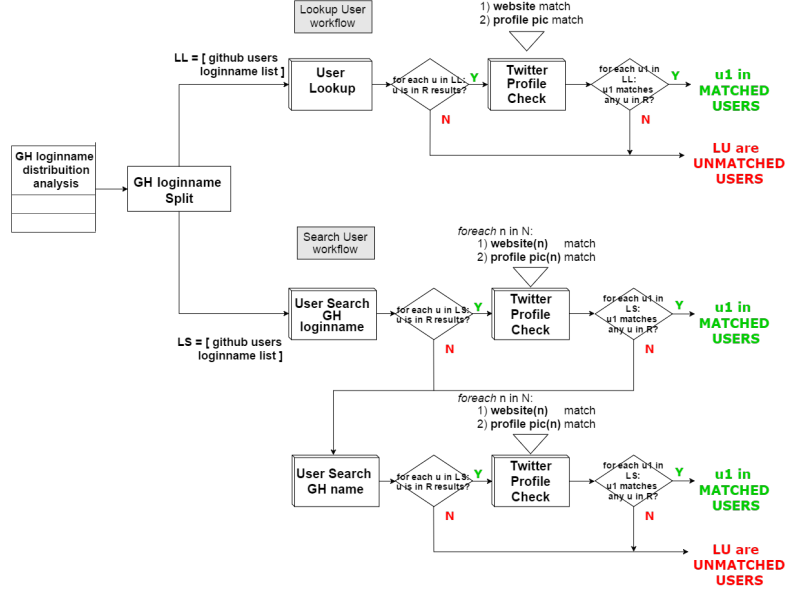 Lookup User
workflow
1) website match
2) profile pic match
LL = [ github users
loginname list ]
User
Lookup
for each u in LL:
u is in R results?
Y
N
Twitter
Profile
Check
for each u1 in
LL:
u1 matches
any u in R?
Y
N
u1 in
MATCHED
USERS
LU are
UNMATCHED
USERS
GH loginname
distribuition
analysis
GH loginname
Split
Search User
workflow
foreach n in N:
1) website(n) match
2) profile pic(n) match
User Search
GH
loginname
for each u in LS:
u is in R results?
Y
N
Twitter
Profile
Check
for each u1 in
LS:
u1 matches
any u in R?
Y
N
u1 in
MATCHED
USERS
LS = [ github users
loginname list ]
foreach n in N:
1) website(n) match
2) profile pic(n) match
User Search
GH name
for each u in LS:
u is in R results?
Y
N
Twitter
Profile
Check
for each u1 in
LS:
u1 matches
any u in R?
Y
N
u1 in
MATCHED
USERS
LU are
UNMATCHED
USERS